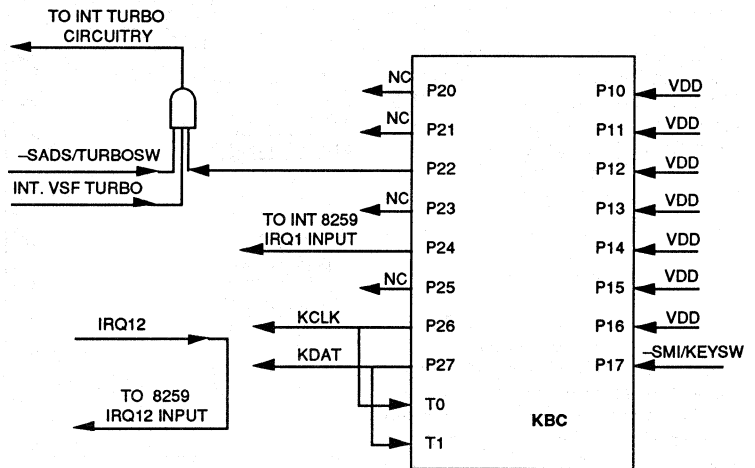 TO INT TURBO
CIRCUITRY
–SADS/TURBOSW
INT. VSF TURBO
TO INT 8259
IRQ1 INPUT
IRQ12
TO 8259
IRQ12 INPUT
NC
NC
NC
NC
KCLK
KDAT
P20
P21
P22
P23
P24
P25
P26
P27
T0
T1
KBC
P10
P11
P12
P13
P14
P15
P16
P17
VDD
VDD
VDD
VDD
VDD
VDD
VDD
–SMI/KEYSW